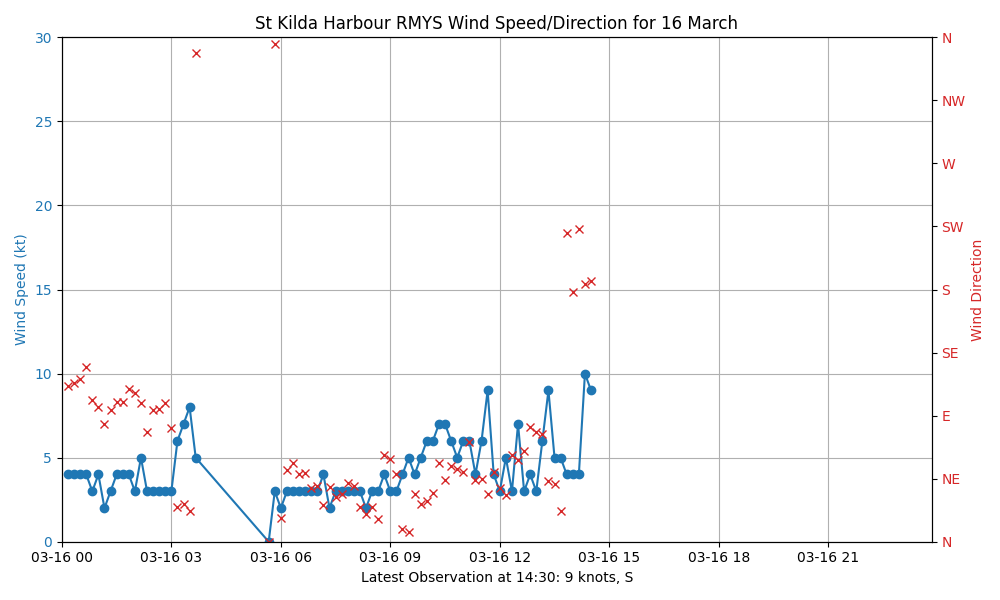 St Kilda Harbour RMYS Wind Speed/Direction for 16 March
30
25
20
15
10
5
0
Wind Speed (kt)
N
NW
W
SW
S
SE
E
NE
N
Wind Direction
03-16 00
03-16 03
03-16 06
03-16 09
03-16 12
03-16 15
03-16 18
03-16 21
Latest Observation at 14:30: 9 knots, S